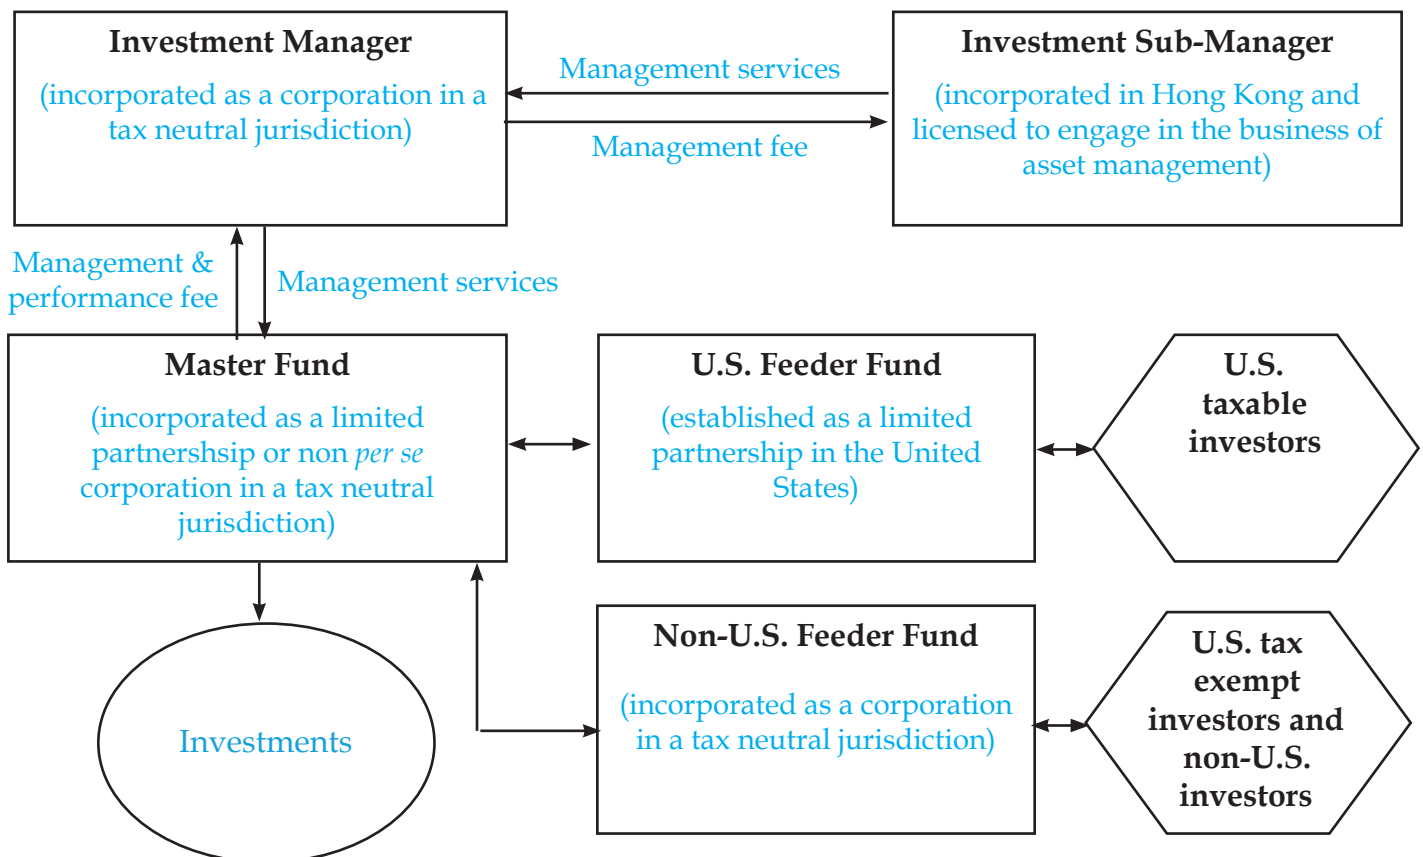 Investment Manager
(incorporated as a corporation in a
tax neutral jurisdiction)
Management services
Management fee
Investment Sub-Manager
(incorporated in Hong Kong and
licensed to engage in the business of
asset management)
Management &
performance fee
Management services
Master Fund
(incorporated as a limited
partnershsip or non per se
corporation in a tax neutral
jurisdiction)
U.S. Feeder Fund
(established as a limited
partnership in the United
States)
U.S.
taxable
investors
Investments
Non-U.S. Feeder Fund
(incorporated as a corporation
in a tax neutral jurisdiction)
U.S. tax
exempt
investors and
non-U.S.
investors